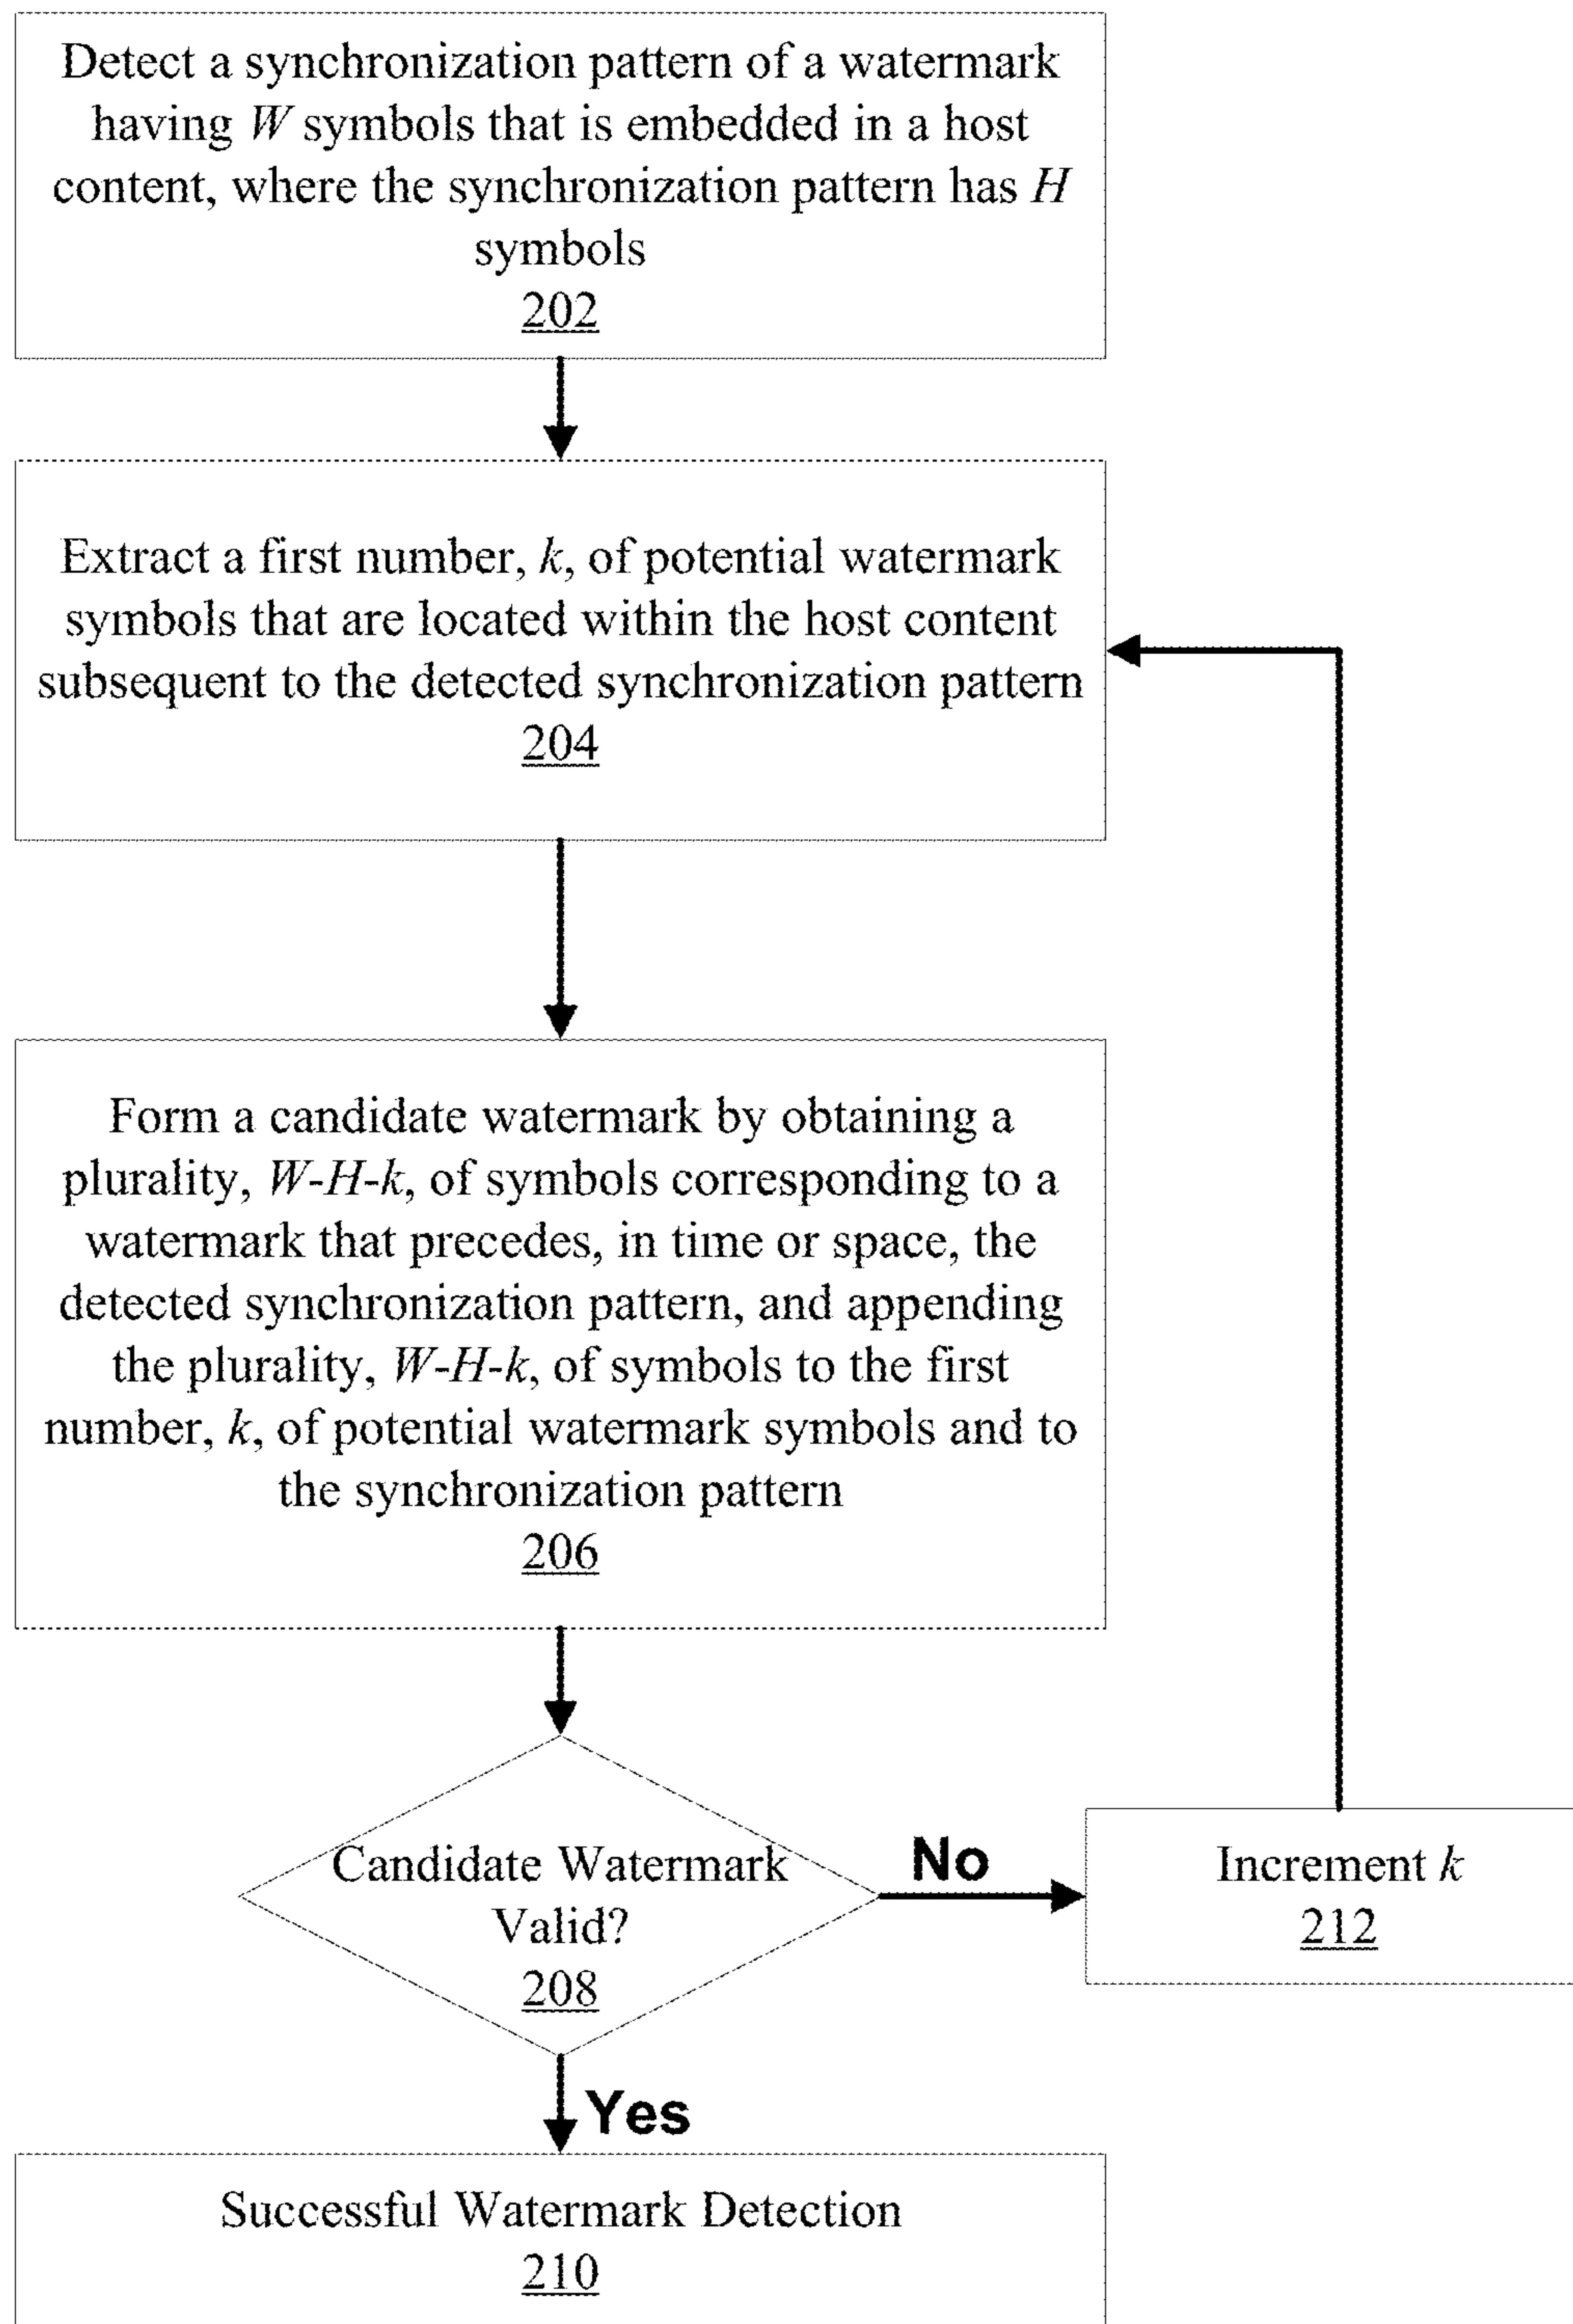 Detect a synchronization pattern of a watermark
having W symbols that is embedded in a host
content, where the synchronization pattern has H
symbols
202
Extract a first number, k, of potential watermark
symbols that are located within the host content
subsequent to the detected synchronization pattern
204
Form a candidate watermark by obtaining a
plurality, W-H-k, of symbols corresponding to a
watermark that precedes, in time or space, the
detected synchronization pattern, and appending
the plurality, W-H-k, of symbols to the first
number, k, of potential watermark symbols and to
the synchronization pattern
206
Candidate Watermark
Valid?
208
No
Increment k
212
Yes
Successful Watermark Detection
210